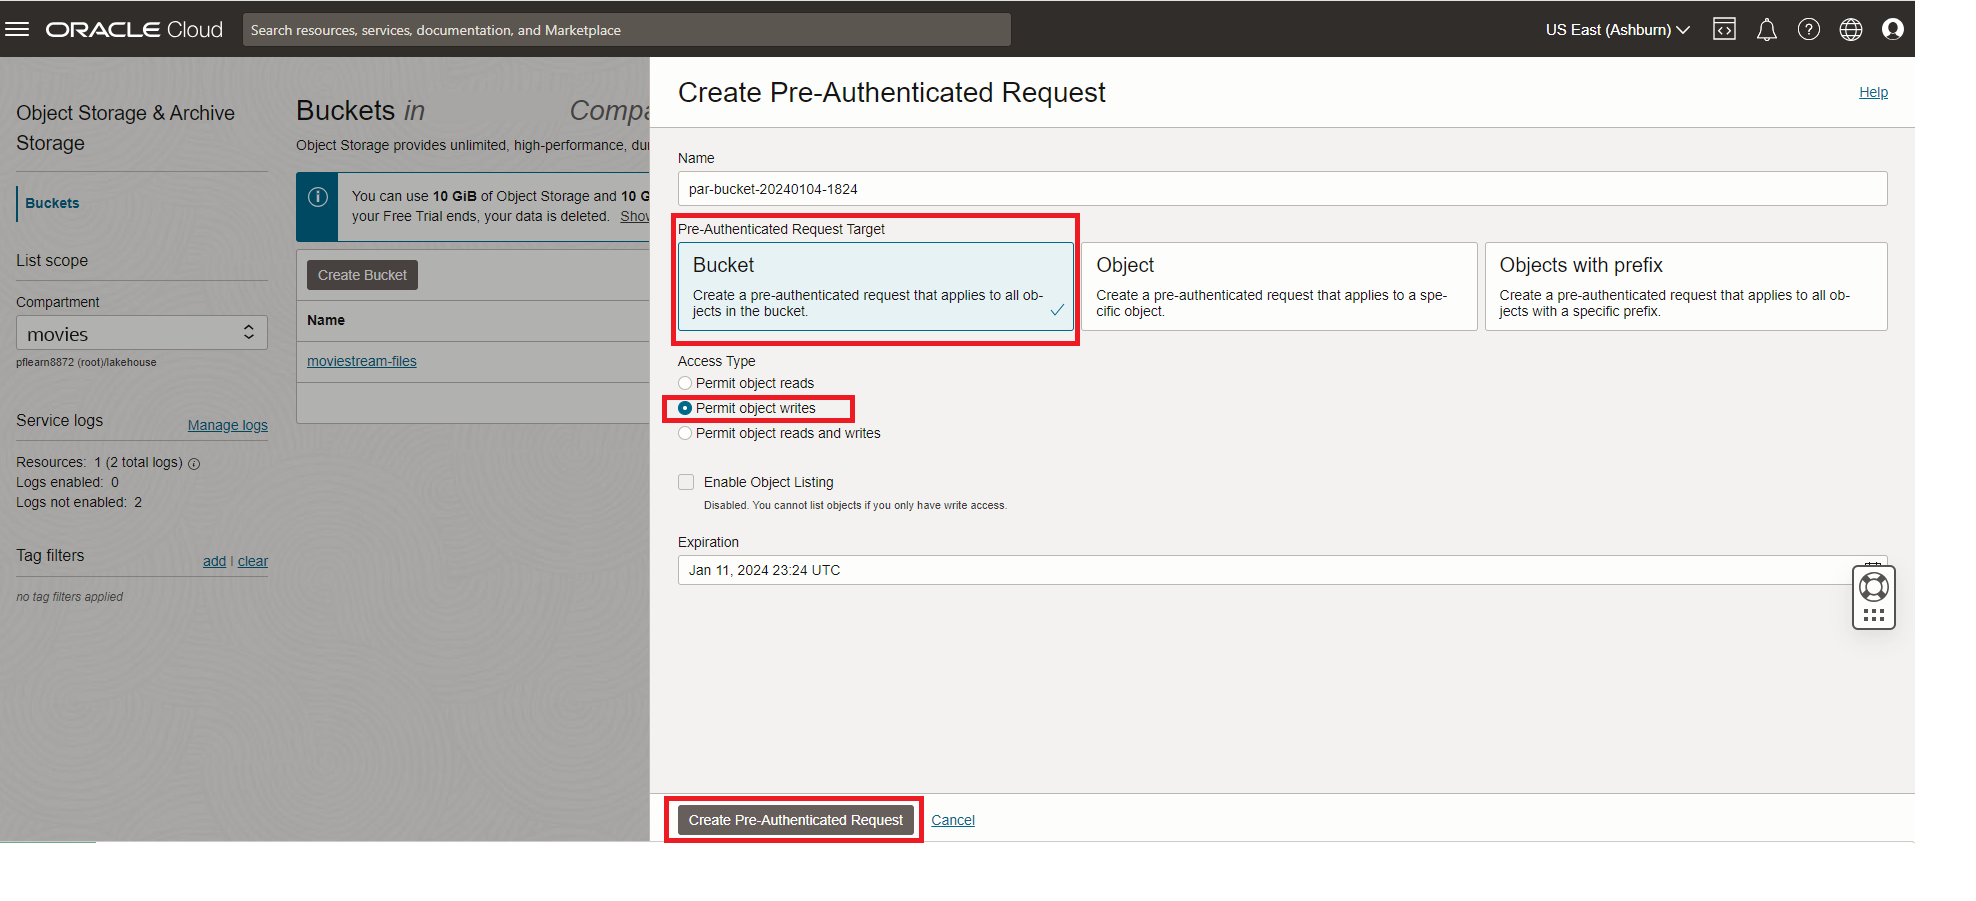 ORACLE Cloud
Search resources, services, documentation, and Marketplace
US East (Ashburn)
Object Storage & Archive
Storage
Buckets
List scope
Compartment
movies
pflearn8872 (root)/lakehouse
Service logs
Manage logs
Resources: 1 (2 total logs)
Logs enabled: 0
Logs not enabled: 2
Tag filters
add | clear
no tag filters applied
Buckets in
Object Storage provides unlimited, high-performance,
You can use 10 GiB of Object Storage and 10
your Free Trial ends, your data is deleted.
Create Bucket
Name
moviestream-files
Create Pre-Authenticated Request
Help
Name
par-bucket-20240104-1824
Pre-Authenticated Request Target
Bucket
Create a pre-authenticated request that applies to all ob-
jects in the bucket.
Object
Create a pre-authenticated request that applies to a spe-
cific object.
Objects with prefix
Create a pre-authenticated request that applies to all ob-
jects with a specific prefix.
Access Type
Permit object reads
Permit object writes
Permit object reads and writes
Enable Object Listing
Disabled. You cannot list objects if you only have write access.
Expiration
Jan 11, 2024 23:24 UTC
Create Pre-Authenticated Request
Cancel